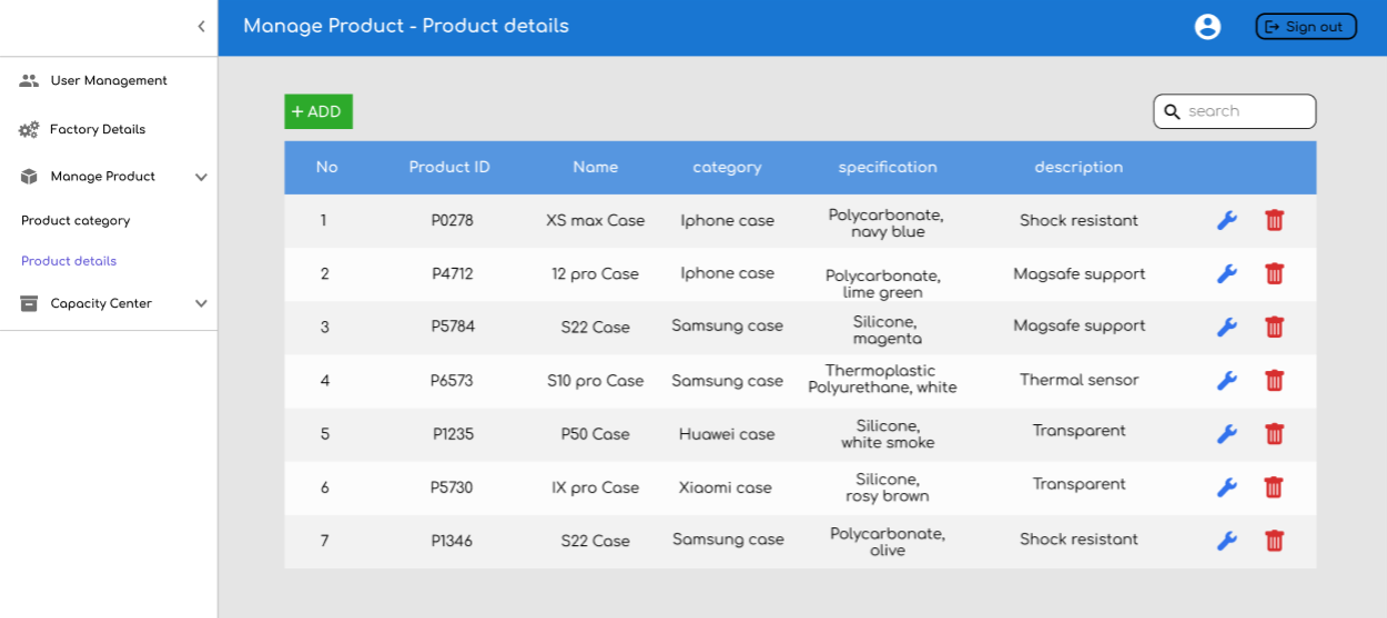 Manage Product - Product details
Sign out
User Management
Factory Details
Manage Product
Product category
Product details
Capacity Center
+ ADD
search
No Product ID Name category specification description
1 P0278 XS max Case Iphone case Polycarbonate, navy blue Shock resistant
2 P4712 12 pro Case Iphone case Polycarbonate, lime green Magsafe support
3 P5784 S22 Case Samsung case Silicone, magenta Magsafe support
4 P6573 S10 pro Case Samsung case Thermoplastic Polyurethane, white Thermal sensor
5 P1235 P50 Case Huawei case Silicone, white smoke Transparent
6 P5730 IX pro Case Xiaomi case Silicone, rosy brown Transparent
7 P1346 S22 Case Samsung case Polycarbonate, olive Shock resistant